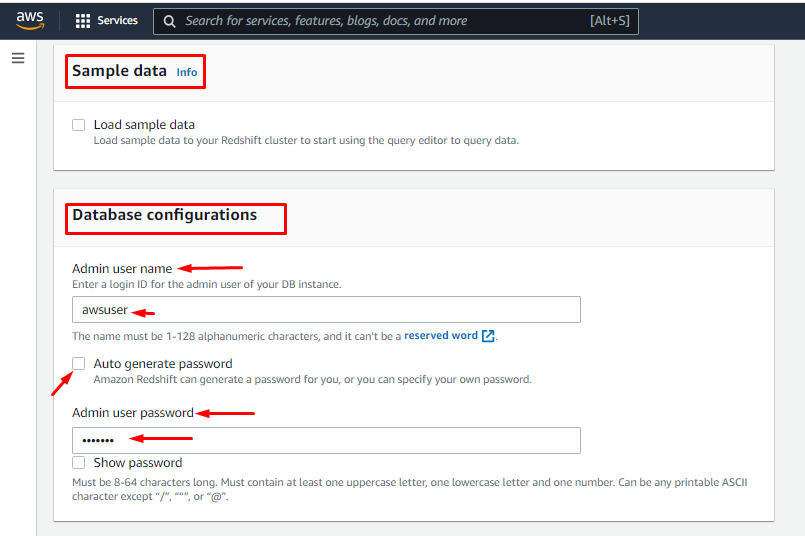 aws
Services
Search for services, features, blogs, docs, and more
[Alt+S]
Sample data Info
Load sample data
Load sample data to your Redshift cluster to start using the query editor to query data.
Database configurations
Admin user name
Enter a login ID for the admin user of your DB instance.
awsuser
The name must be 1-128 alphanumeric characters, and it can't be a reserved word.
Auto generate password
Amazon Redshift can generate a password for you, or you can specify your own password.
Admin user password
•••••••
Show password
Must be 8-64 characters long. Must contain at least one uppercase letter, one lowercase letter and one number. Can be any printable ASCII
character except “/”, “"”, or “@”.